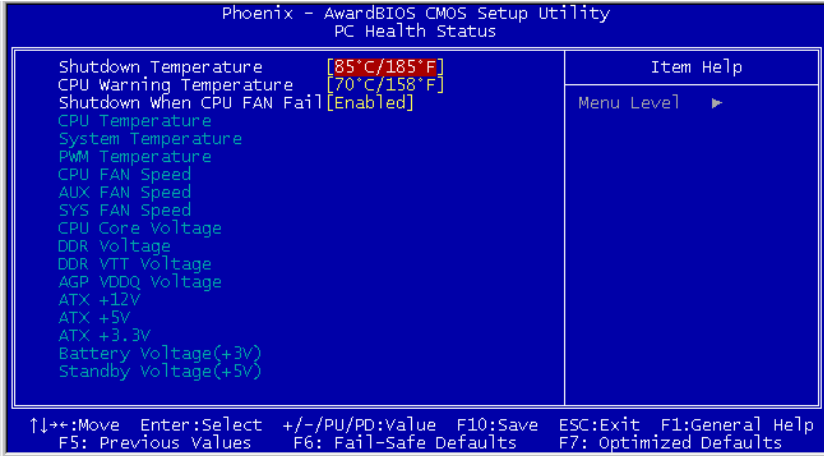 Phoenix - AwardBIOS CMOS Setup Utility
PC Health Status
Shutdown Temperature [85°C/185°F]
CPU Warning Temperature [70°C/158°F]
Shutdown When CPU FAN Fail[Enabled]
CPU Temperature
System Temperature
PWM Temperature
CPU FAN Speed
AUX FAN Speed
SYS FAN Speed
CPU Core Voltage
DDR Voltage
DDR VTT Voltage
AGP VDDQ Voltage
ATX +12V
ATX +5V
ATX +3.3V
Battery Voltage(+3V)
Standby Voltage(+5V)
Item Help
Menu Level ►
↑↓→←:Move Enter:Select +/-/PU/PD:Value F10:Save ESC:Exit F1:General Help
F5: Previous Values F6: Fail-Safe Defaults F7: Optimized Defaults